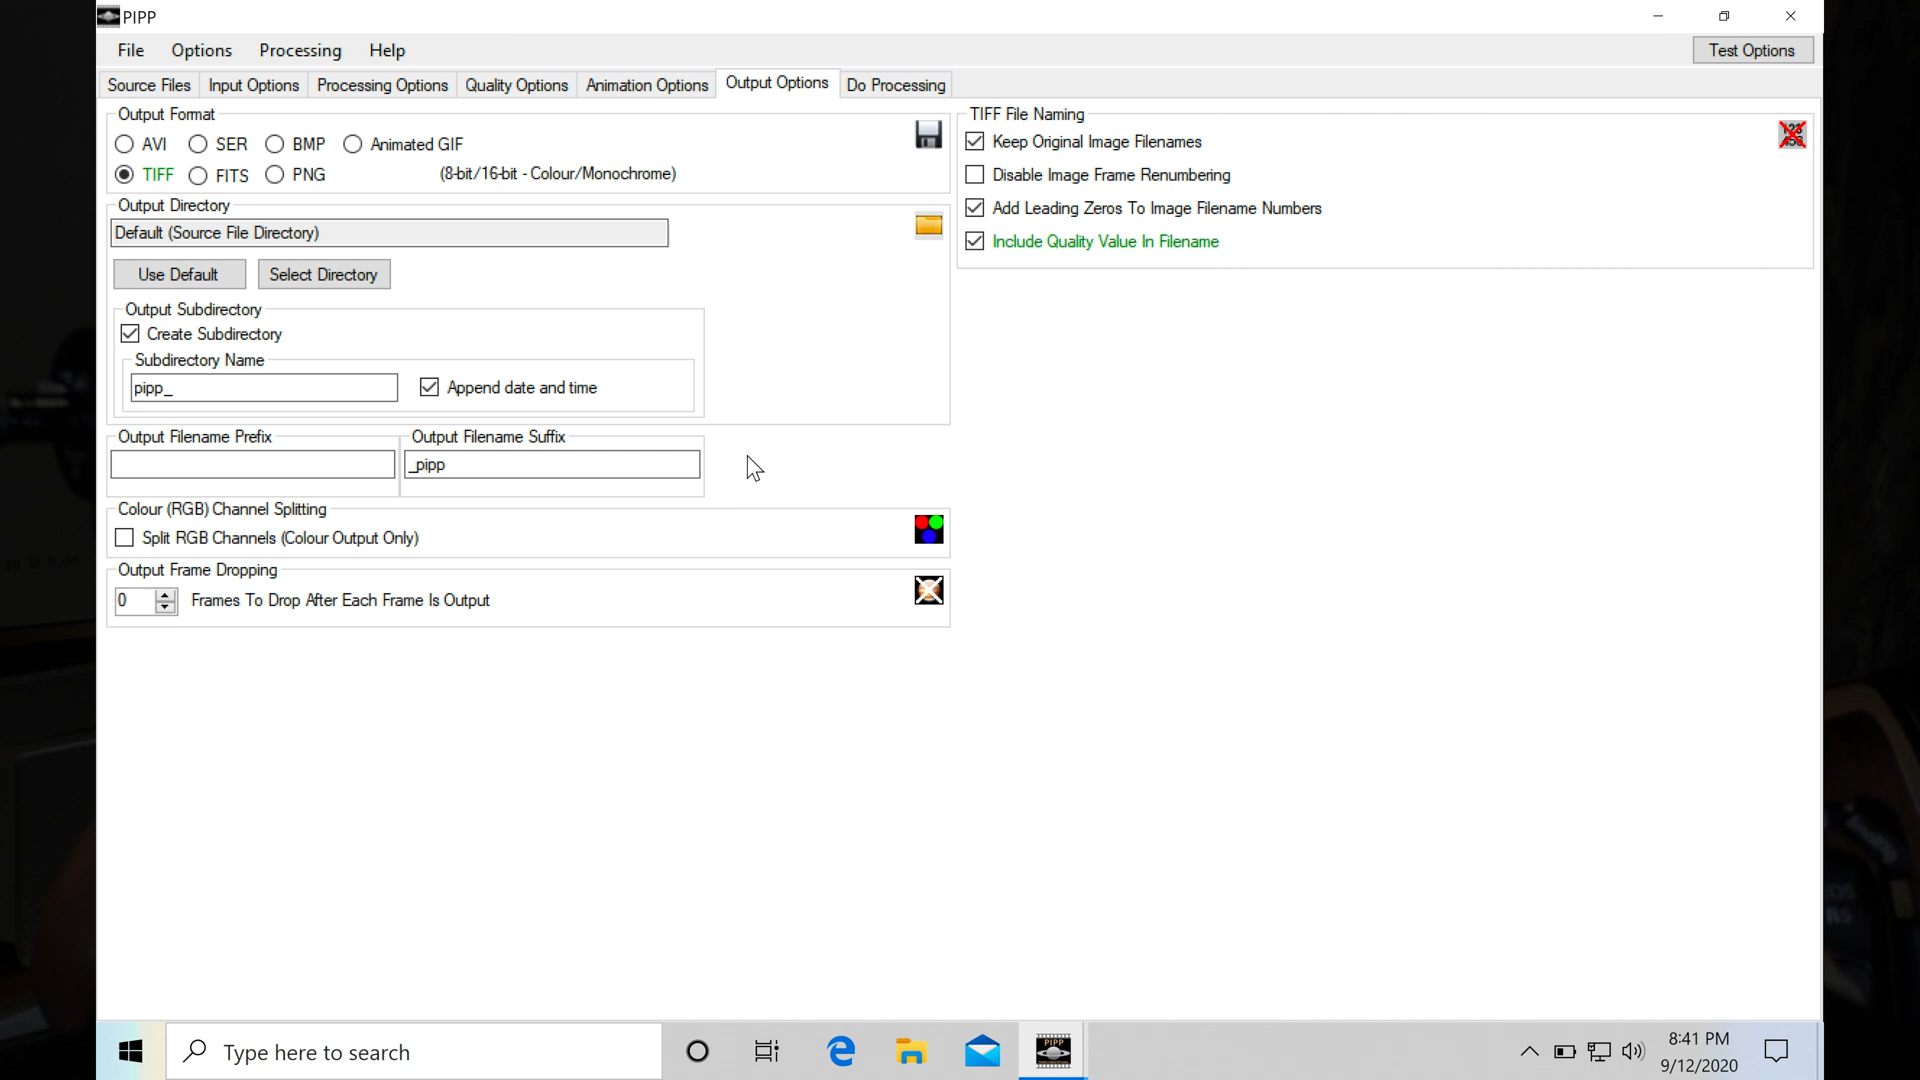 PIPP
File Options Processing Help
Test Options
Source Files Input Options Processing Options Quality Options Animation Options Output Options Do Processing
Output Format
AVI SER BMP Animated GIF
TIFF FITS PNG (8-bit/16-bit - Colour/Monochrome)
Output Directory
Default (Source File Directory)
Use Default Select Directory
Output Subdirectory
Create Subdirectory
Subdirectory Name
pipp_ Append date and time
Output Filename Prefix Output Filename Suffix
_pipp
Colour (RGB) Channel Splitting
Split RGB Channels (Colour Output Only)
Output Frame Dropping
0 Frames To Drop After Each Frame Is Output
TIFF File Naming
Keep Original Image Filenames
Disable Image Frame Renumbering
Add Leading Zeros To Image Filename Numbers
Include Quality Value In Filename
123
456
Type here to search
PIPP
8:41 PM
9/12/2020